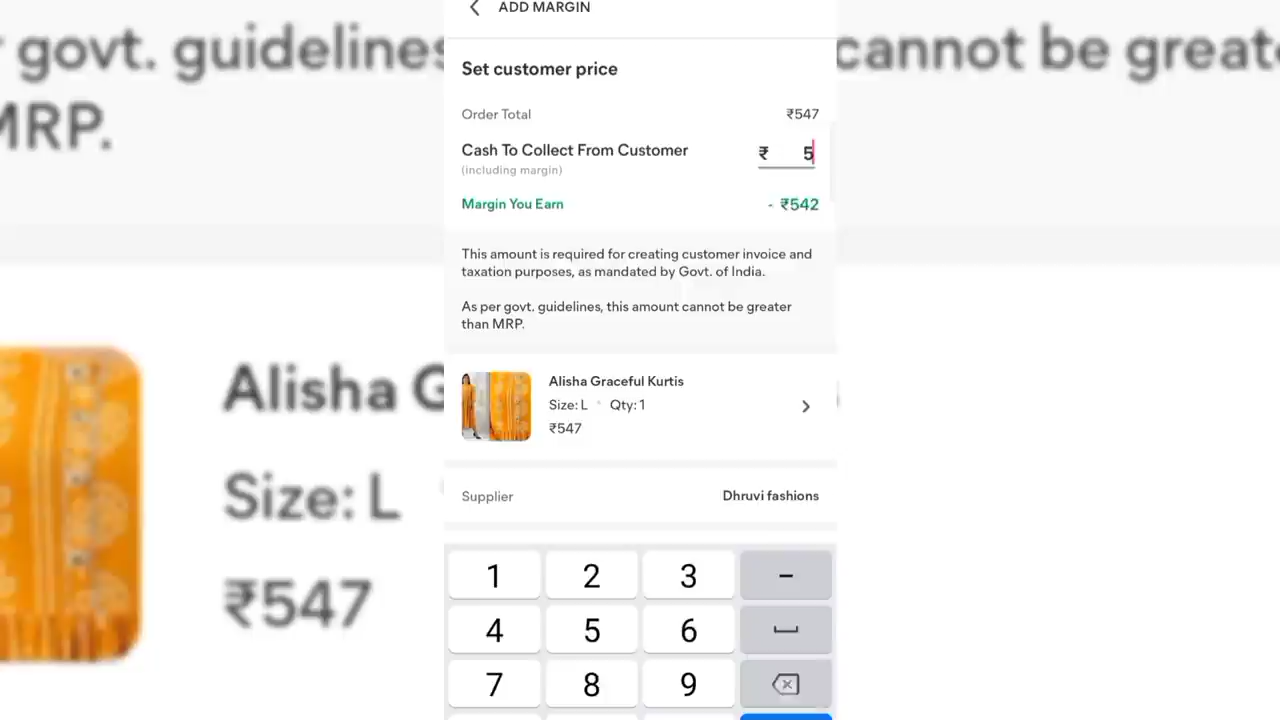 ADD MARGIN
Set customer price
Order Total ₹547
Cash To Collect From Customer ₹ 5
(including margin)
Margin You Earn - ₹542
This amount is required for creating customer invoice and
taxation purposes, as mandated by Govt. of India.
As per govt. guidelines, this amount cannot be greater
than MRP.
Alisha Graceful Kurtis
Size: L Qty: 1
₹547
Supplier Dhruvi fashions
1 2 3 -
4 5 6
7 8 9
govt. guidelines
cannot be greate
MRP.
Alisha G
Size: L
₹547